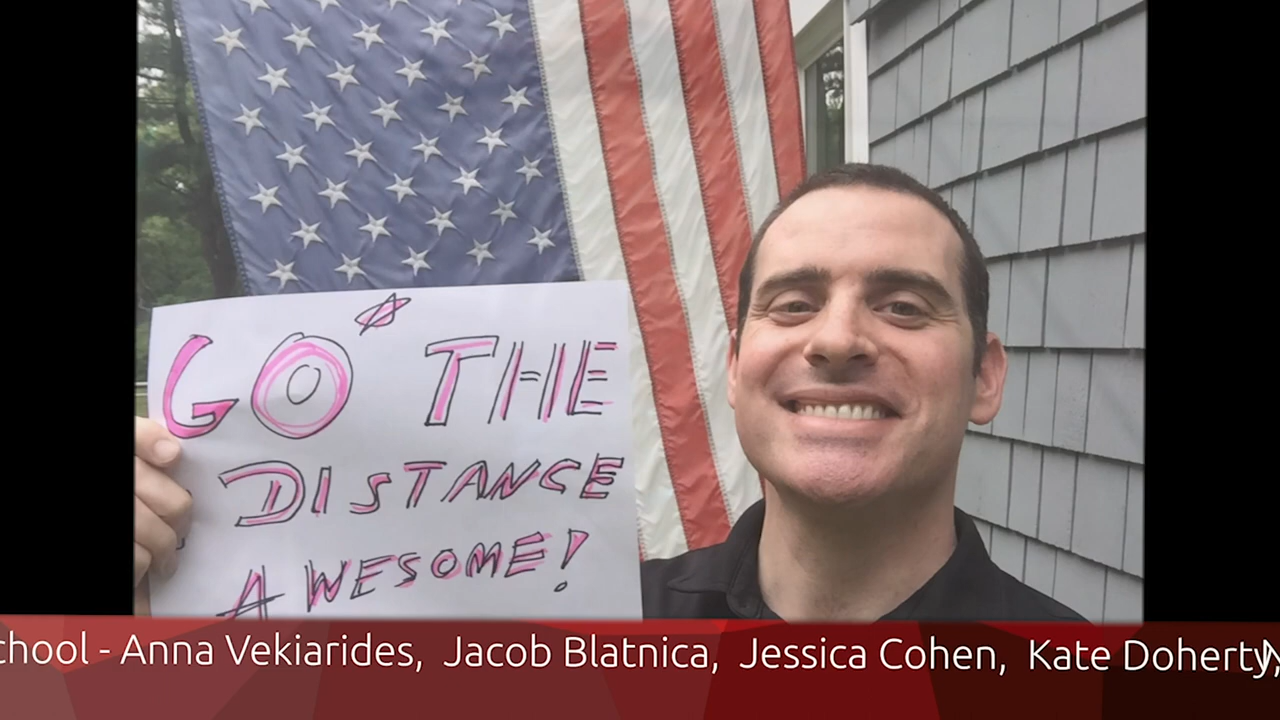 GO THE
DISTANCE
AWESOME!
chool - Anna Vekiarides, Jacob Blatnica, Jessica Cohen, Kate Doherty,